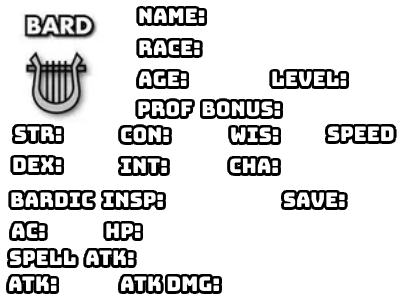 BARD
NAME:
RACE:
AGE: LEVEL:
PROF BONUS:
STR: CON: WIS: SPEED
DEX: INT: CHA:
BARDIC INSP: SAVE:
AC: HP:
SPELL ATK:
ATK: ATK DMG: